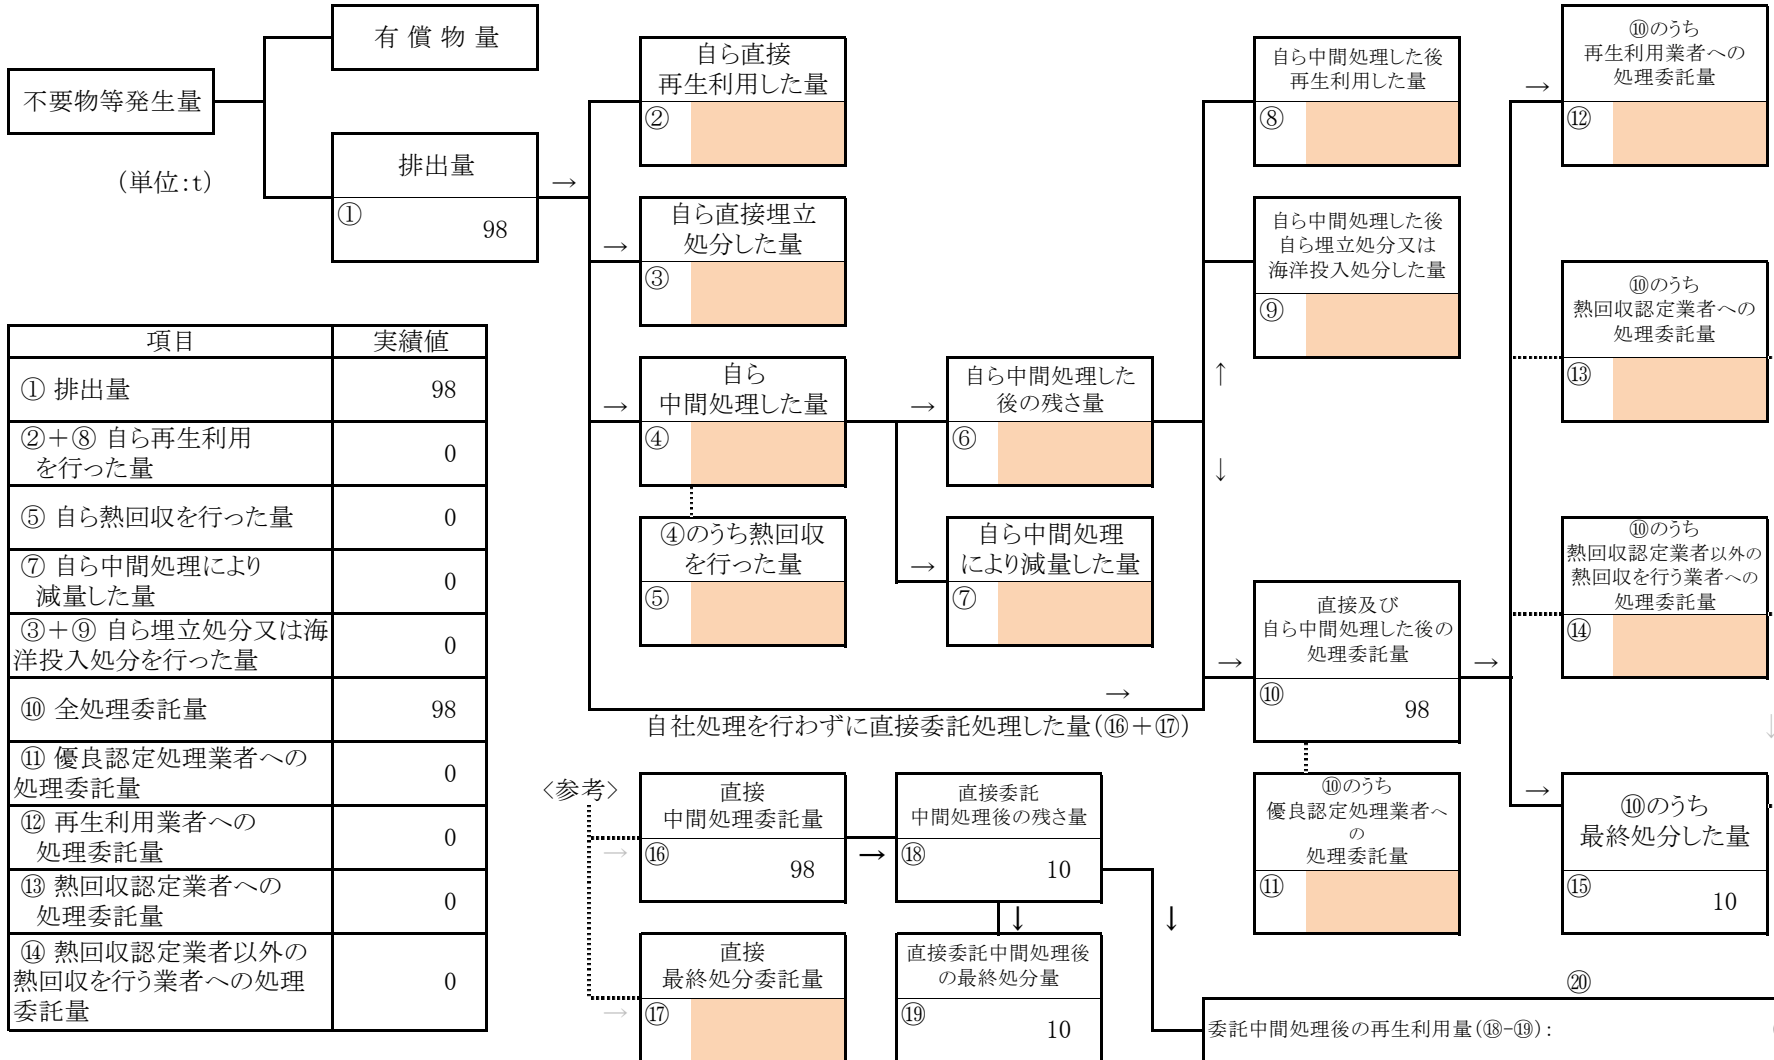 有 償 物 量
不要物等発生量
(単位:t)
排出量
①
98
→
自ら直接
再生利用した量
②
→
自ら直接埋立
処分した量
③
→
自ら
中間処理した量
④
④のうち熱回収
を行った量
⑤
→
自ら中間処理した
後の残さ量
⑥
→
自ら中間処理
により減量した量
⑦
自ら中間処理した後
再生利用した量
⑧
自ら中間処理した後
自ら埋立処分又は
海洋投入処分した量
⑨
↑
↓
→
直接及び
自ら中間処理した後の
処理委託量
⑩
98
→
→
自社処理を行わずに直接委託処理した量(⑯+⑰)
⑩のうち
優良認定処理業者へ
の
処理委託量
⑪
→
⑩のうち
再生利用業者への
処理委託量
⑫
⑩のうち
熱回収認定業者への
処理委託量
⑬
⑩のうち
熱回収認定業者以外の
熱回収を行う業者への
処理委託量
⑭
↓
→
⑩のうち
最終処分した量
⑮
10
項目 実績値
① 排出量 98
②+⑧ 自ら再生利用
を行った量 0
⑤ 自ら熱回収を行った量 0
⑦ 自ら中間処理により
減量した量 0
③+⑨ 自ら埋立処分又は海
洋投入処分を行った量 0
⑩ 全処理委託量 98
⑪ 優良認定処理業者への
処理委託量 0
⑫ 再生利用業者への
処理委託量 0
⑬ 熱回収認定業者への
処理委託量 0
⑭ 熱回収認定業者以外の
熱回収を行う業者への処理
委託量 0
<参考>
→
直接
中間処理委託量
⑯
98
→
直接委託
中間処理後の残さ量
⑱
10
↓
↓
→
直接
最終処分委託量
⑰
直接委託中間処理後
の最終処分量
⑲
10
⑳
委託中間処理後の再生利用量(⑱-⑲):